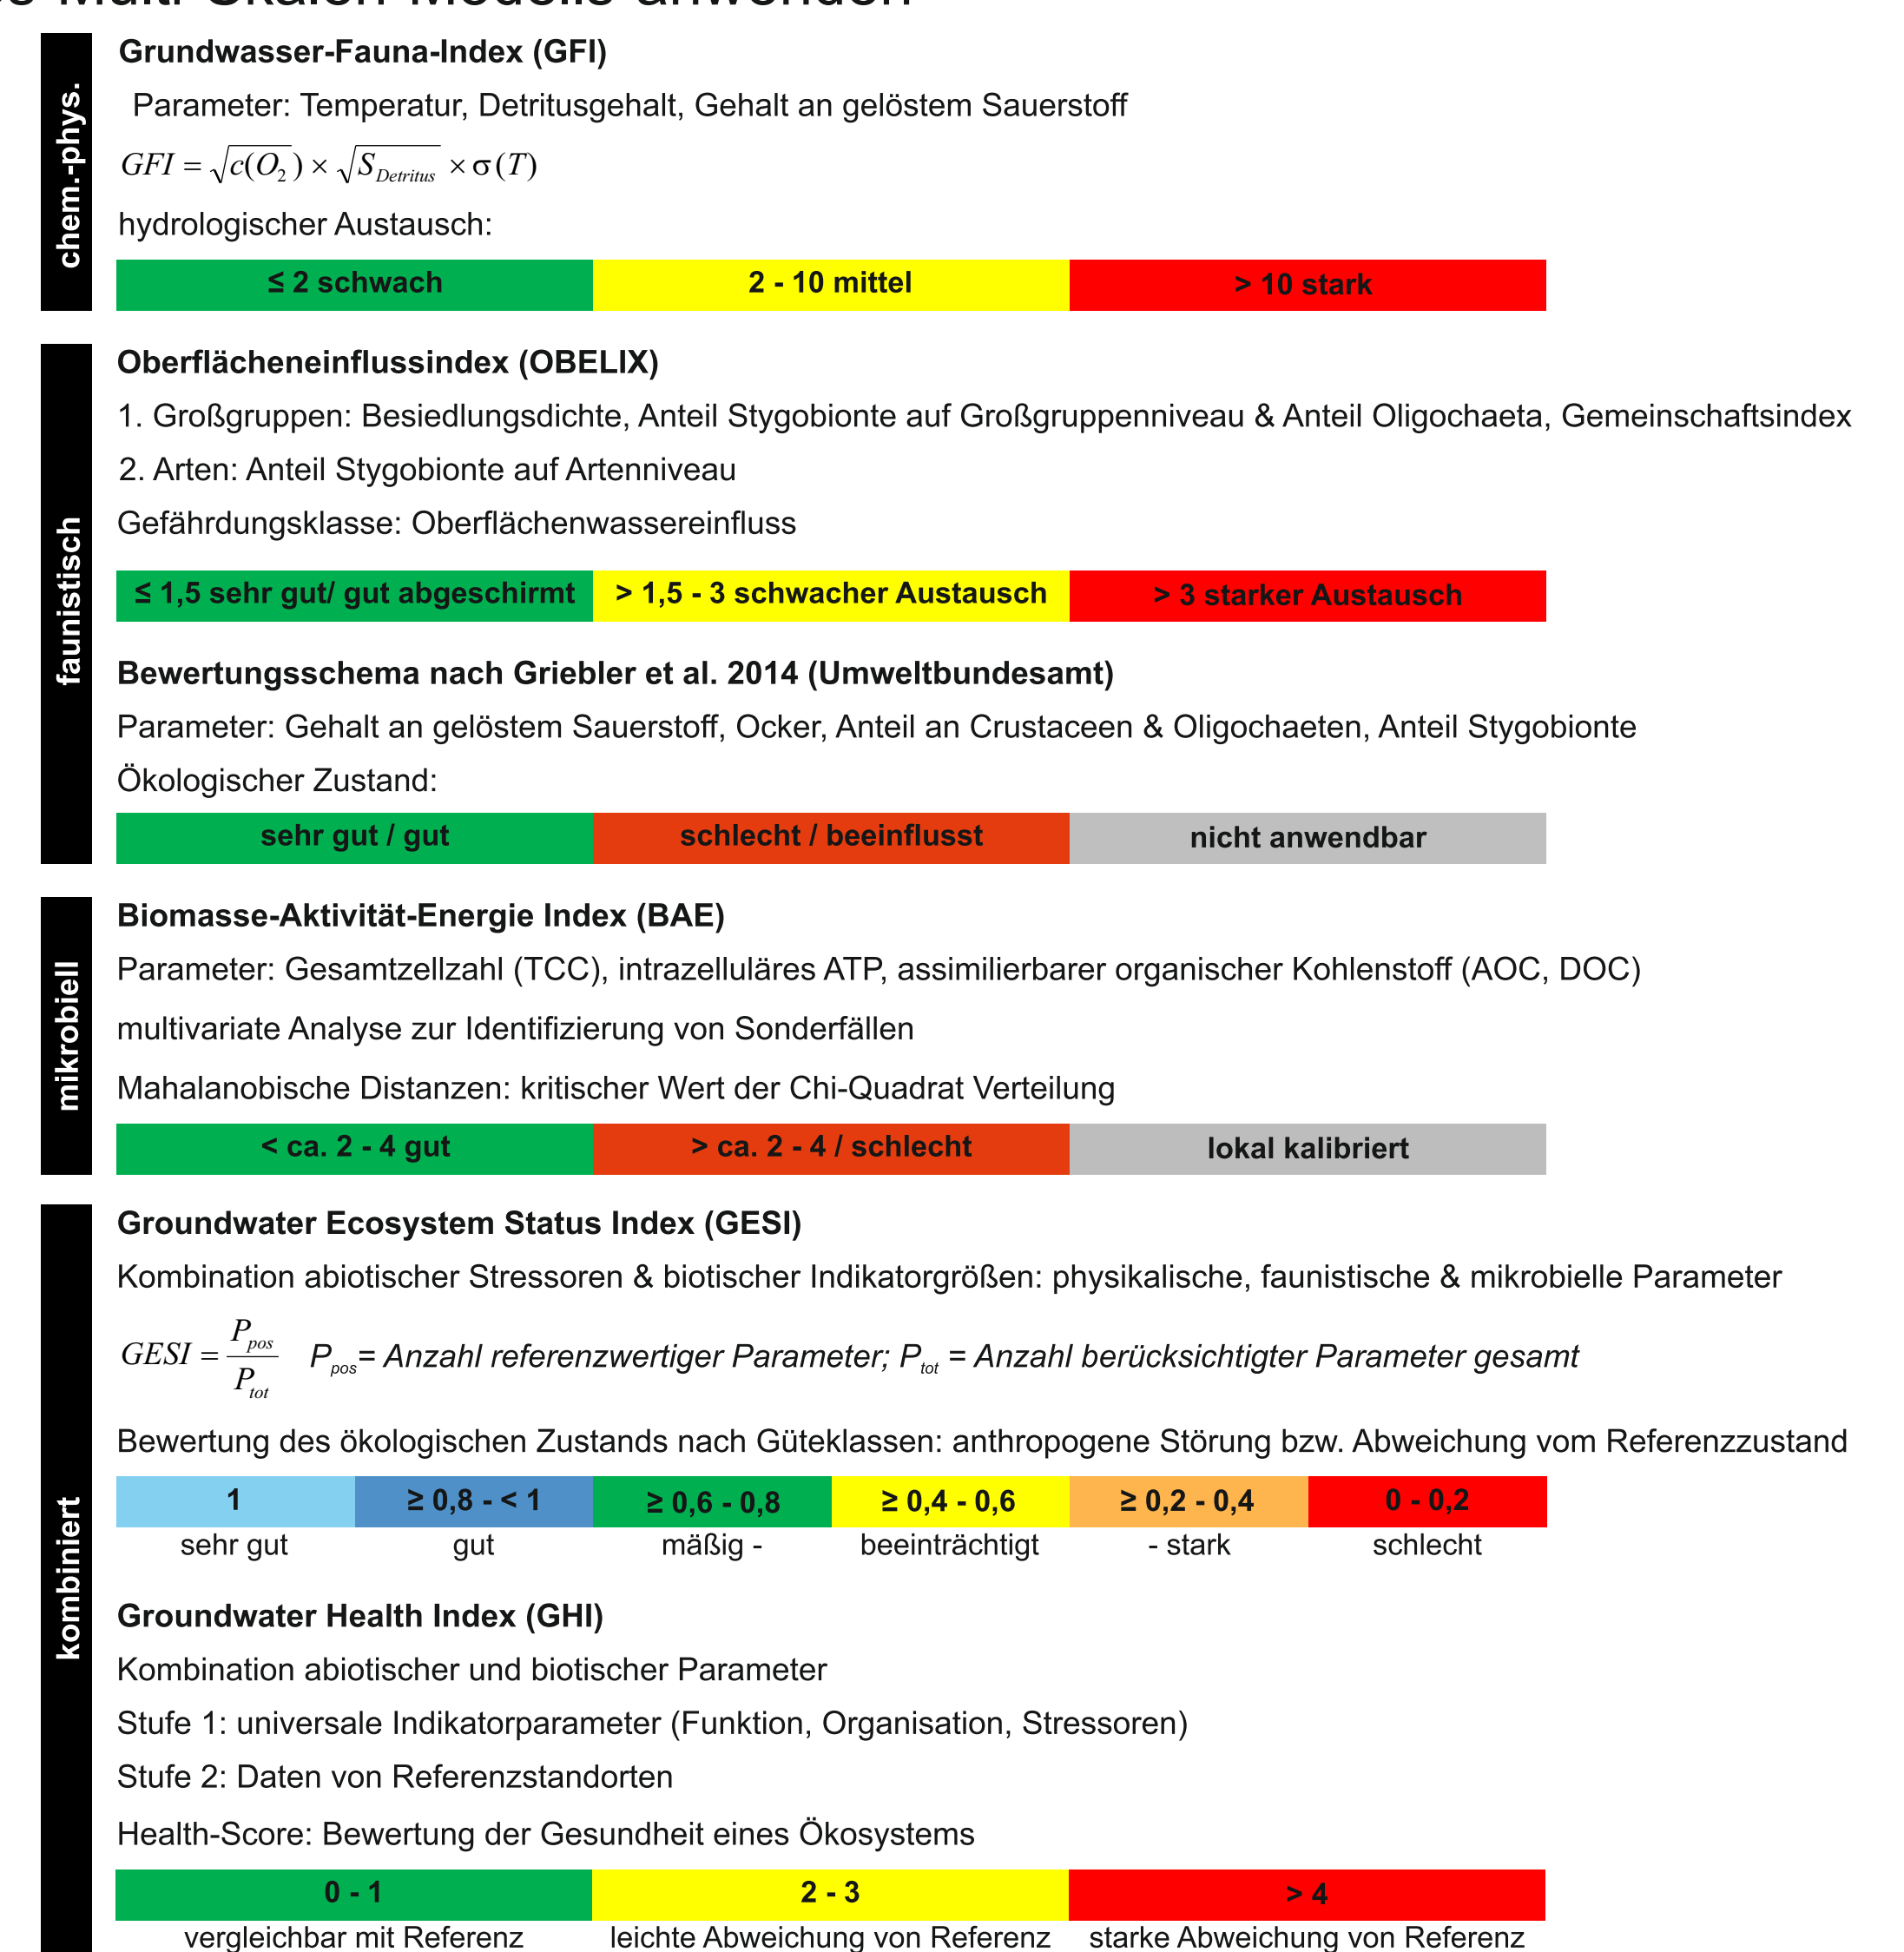 Multi-Skalen-Modells anwenden
chem.-phys.
Grundwasser-Fauna-Index (GFI)
Parameter: Temperatur, Detritusgehalt, Gehalt an gelöstem Sauerstoff
GFI = √c(O₂) × √S_Detritus × σ(T)
hydrologischer Austausch:
≤ 2 schwach 2 - 10 mittel > 10 stark
faunistisch
Oberflächeneinflussindex (OBELIX)
1. Großgruppen: Besiedlungsdichte, Anteil Stygobionte auf Großgruppenniveau & Anteil Oligochaeta, Gemeinschaftsindex
2. Arten: Anteil Stygobionte auf Artenniveau
Gefährdungsklasse: Oberflächenwassereinfluss
≤ 1,5 sehr gut/ gut abgeschirmt > 1,5 - 3 schwacher Austausch > 3 starker Austausch
Bewertungsschema nach Griebler et al. 2014 (Umweltbundesamt)
Parameter: Gehalt an gelöstem Sauerstoff, Ocker, Anteil an Crustaceen & Oligochaeten, Anteil Stygobionte
Ökologischer Zustand:
sehr gut / gut schlecht / beeinflusst nicht anwendbar
mikrobiell
Biomasse-Aktivität-Energie Index (BAE)
Parameter: Gesamtzellzahl (TCC), intrazelluläres ATP, assimilierbarer organischer Kohlenstoff (AOC, DOC)
multivariate Analyse zur Identifizierung von Sonderfällen
Mahalanobische Distanzen: kritischer Wert der Chi-Quadrat Verteilung
< ca. 2 - 4 gut > ca. 2 - 4 / schlecht lokal kalibriert
kombiniert
Groundwater Ecosystem Status Index (GESI)
Kombination abiotischer Stressoren & biotischer Indikatorgrößen: physikalische, faunistische & mikrobielle Parameter
GESI = P_pos / P_tot P_pos= Anzahl referenzwertiger Parameter; P_tot = Anzahl berücksichtigter Parameter gesamt
Bewertung des ökologischen Zustands nach Güteklassen: anthropogene Störung bzw. Abweichung vom Referenzzustand
1 ≥ 0,8 - < 1 ≥ 0,6 - 0,8 ≥ 0,4 - 0,6 ≥ 0,2 - 0,4 0 - 0,2
sehr gut gut mäßig - beeinträchtigt - stark schlecht
Groundwater Health Index (GHI)
Kombination abiotischer und biotischer Parameter
Stufe 1: universale Indikatorparameter (Funktion, Organisation, Stressoren)
Stufe 2: Daten von Referenzstandorten
Health-Score: Bewertung der Gesundheit eines Ökosystems
0 - 1 2 - 3 > 4
vergleichbar mit Referenz leichte Abweichung von Referenz starke Abweichung von Referenz